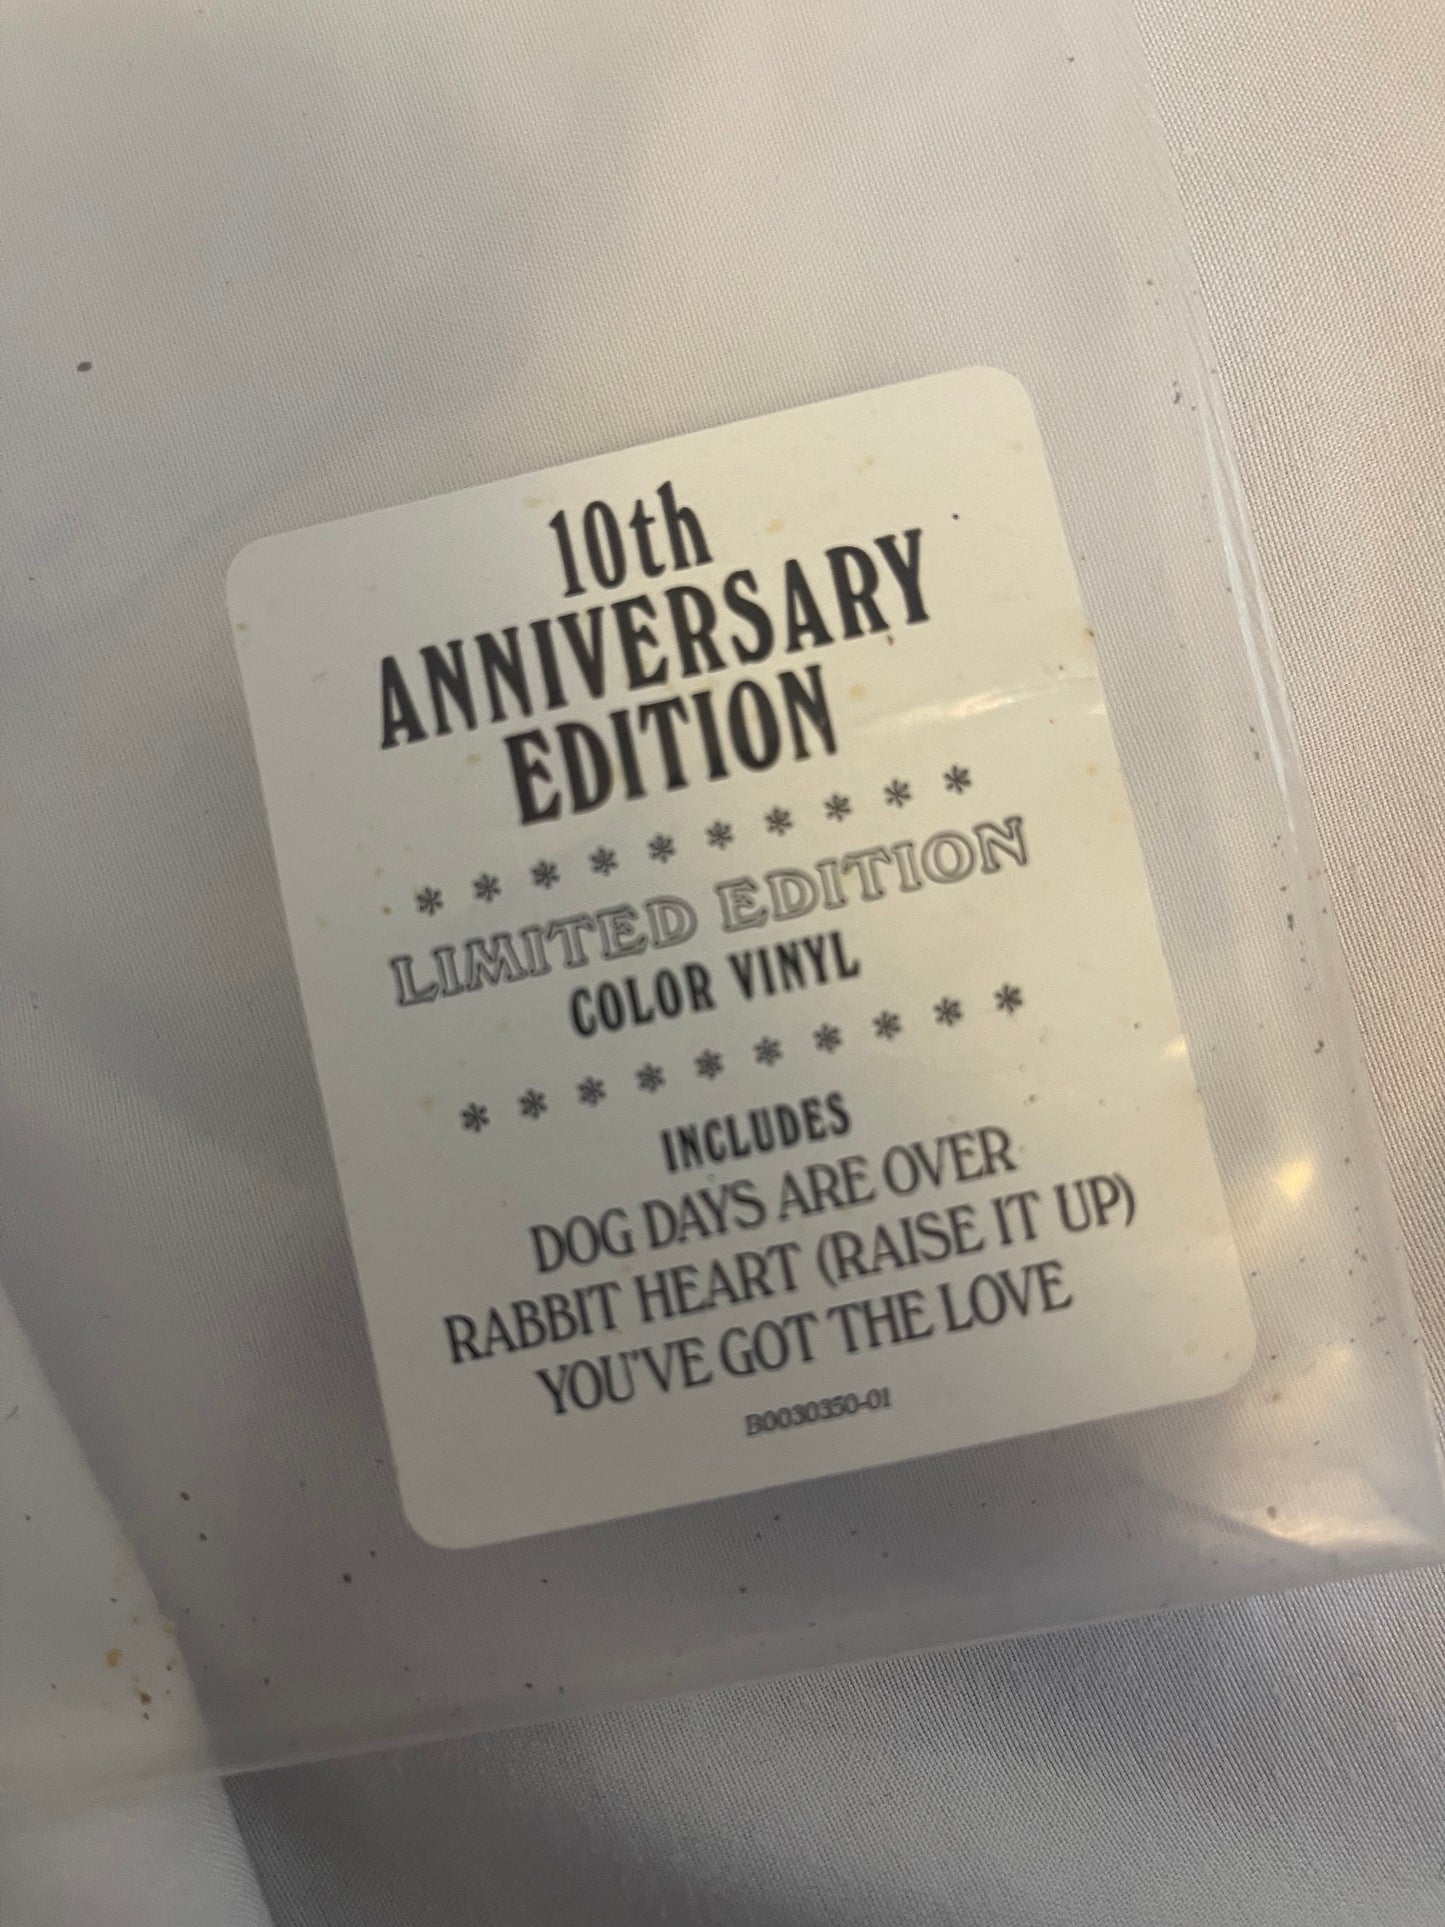 10th
ANNIVERSARY
EDITION
* * * * * * * * * *
LIMITED EDITION
COLOR VINYL
* * * * * * * * * *
INCLUDES
DOG DAYS ARE OVER
RABBIT HEART (RAISE IT UP)
YOU'VE GOT THE LOVE
B0030350-01